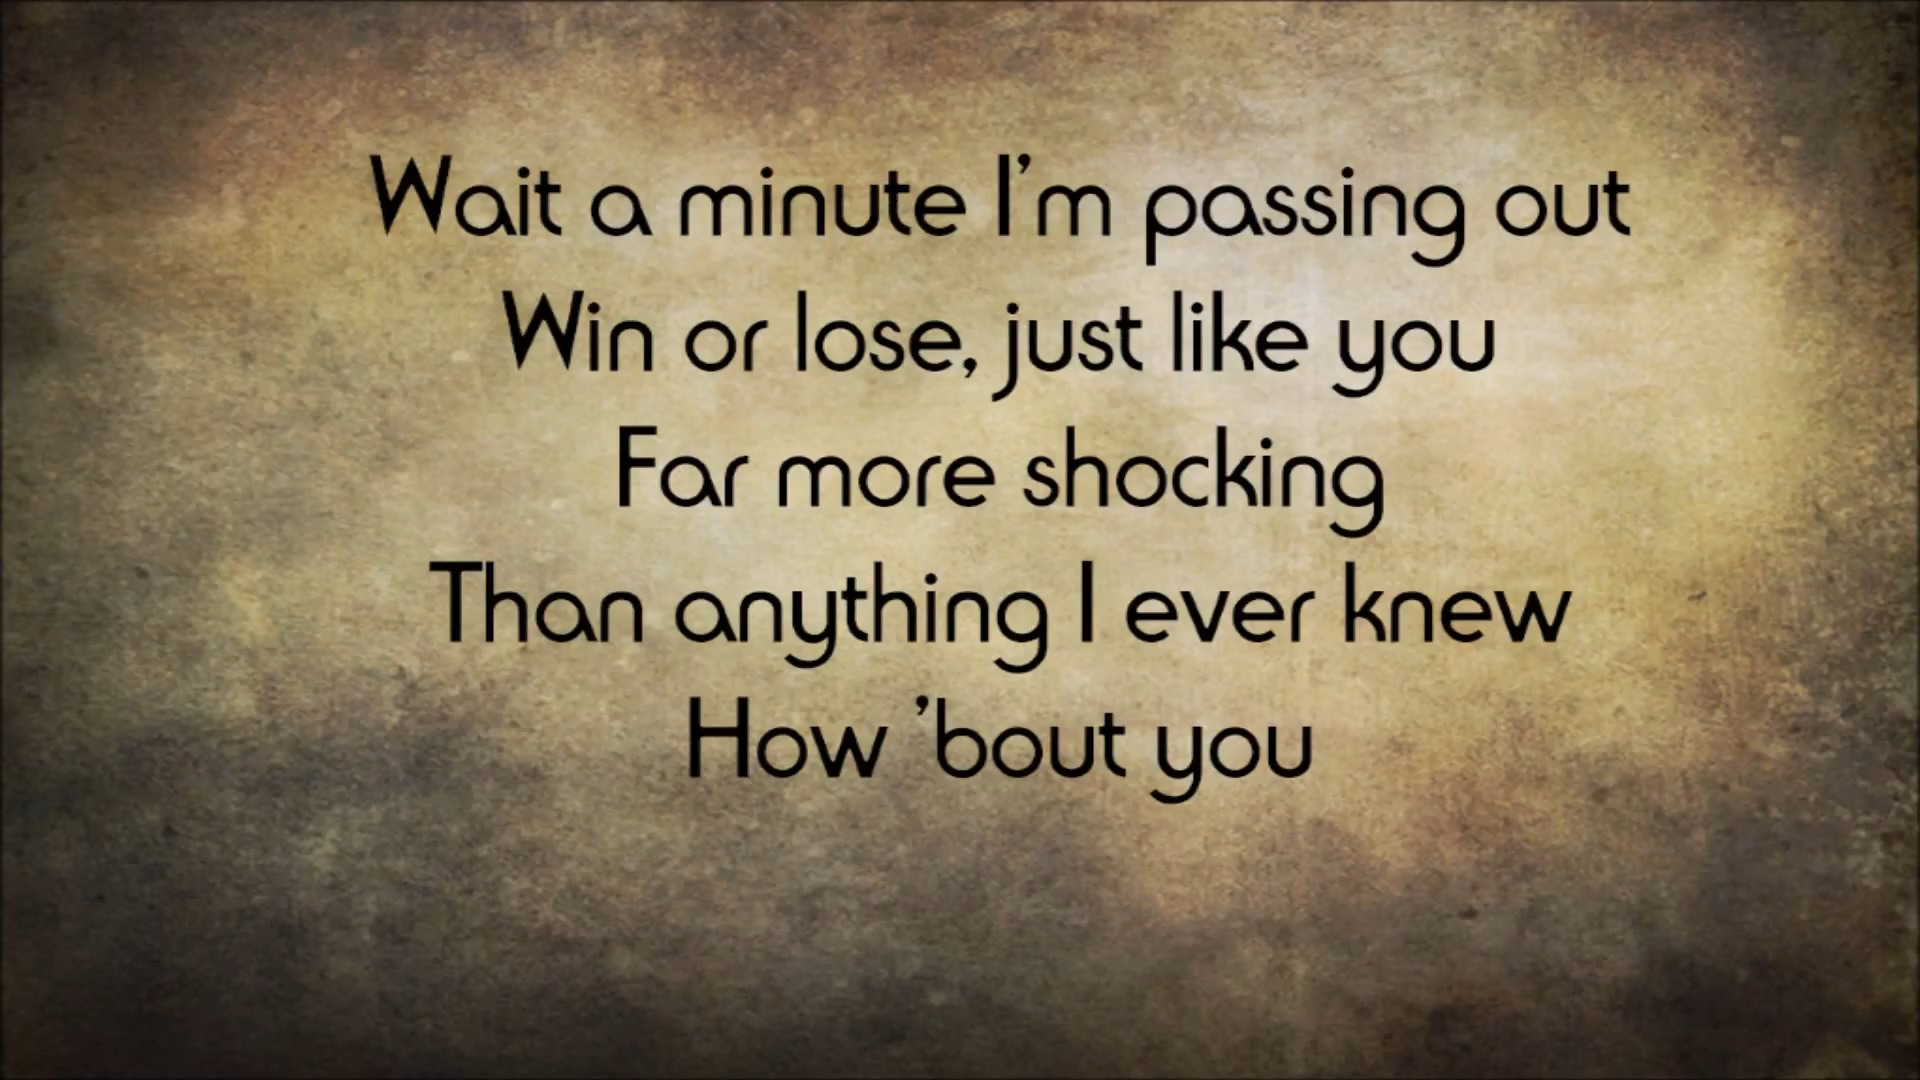 Wait a minute I'm passing out
Win or lose, just like you
Far more shocking
Than anything I ever knew
How 'bout you